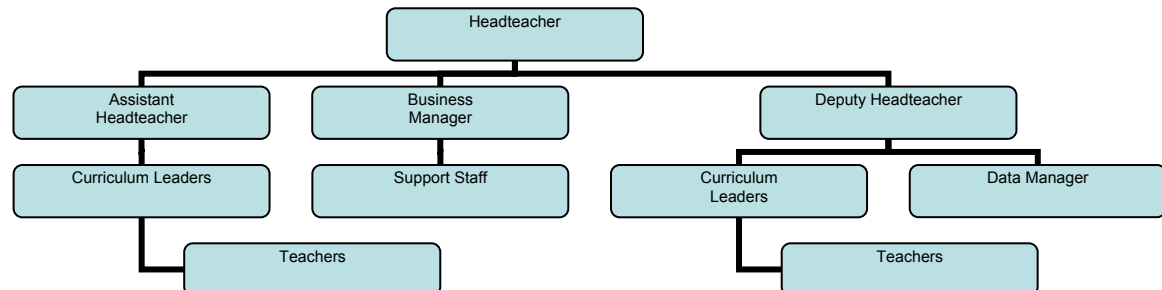 Headteacher
Assistant
Headteacher
Business
Manager
Deputy Headteacher
Curriculum Leaders
Support Staff
Curriculum
Leaders
Data Manager
Teachers
Teachers